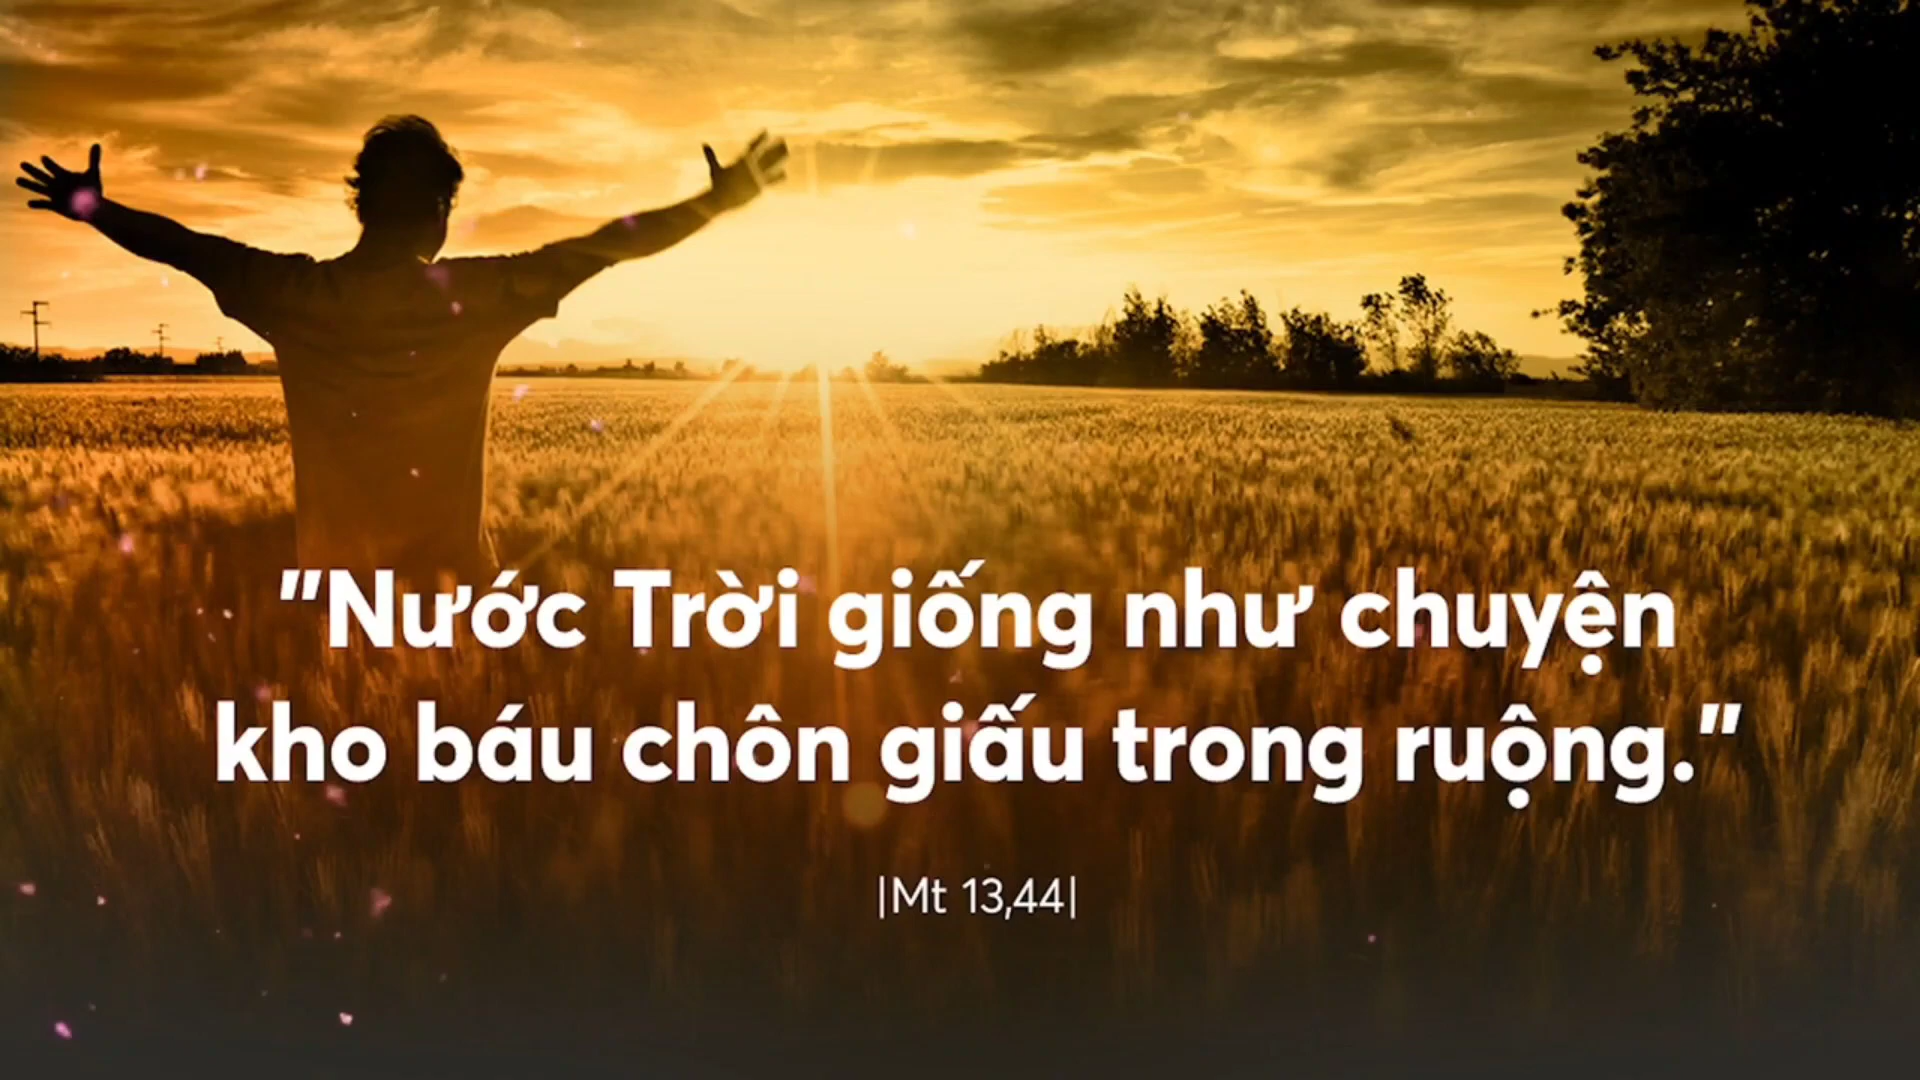 "Nước Trời giống như chuyện
kho báu chôn giấu trong ruộng."
|Mt 13,44|